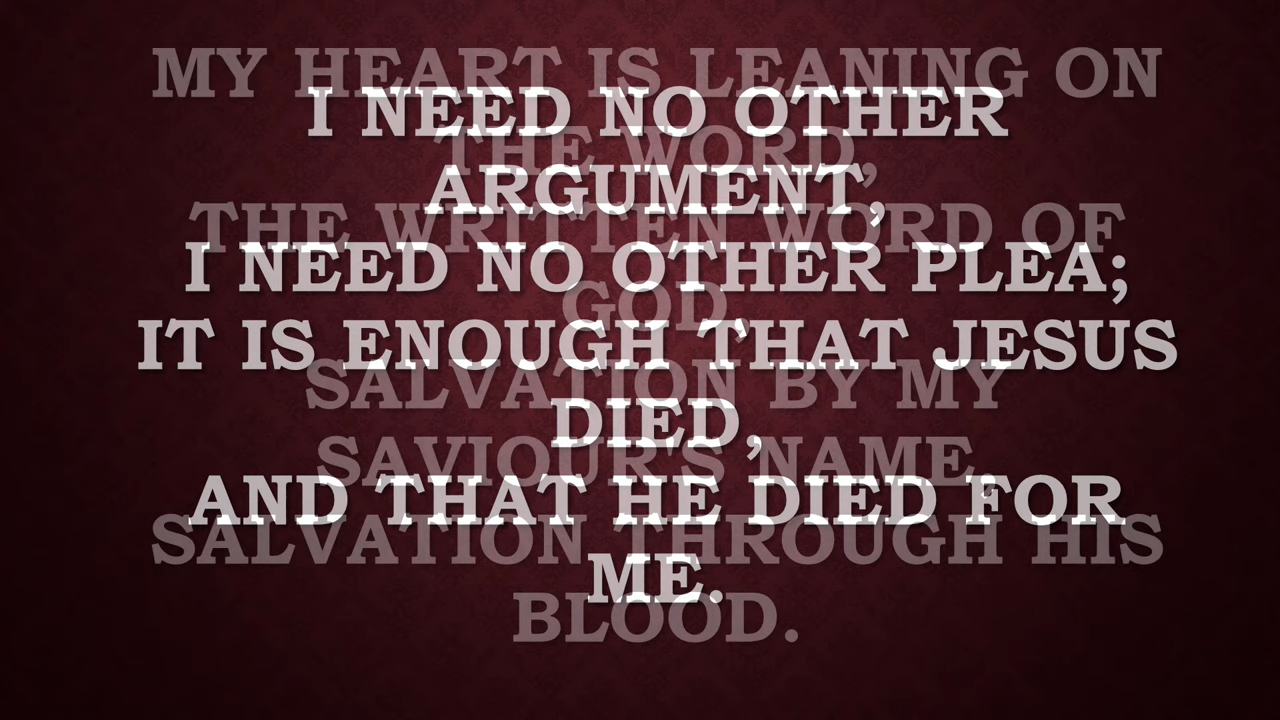 MY HEART IS LEANING ON
I NEED NO OTHER
THE WORD,
ARGUMENT,
THE WRITTEN WORD OF
I NEED NO OTHER PLEA;
GOD,
IT IS ENOUGH THAT JESUS
SALVATION BY MY
DIED,
SAVIOUR'S NAME,
AND THAT HE DIED FOR
SALVATION THROUGH HIS
ME.
BLOOD.